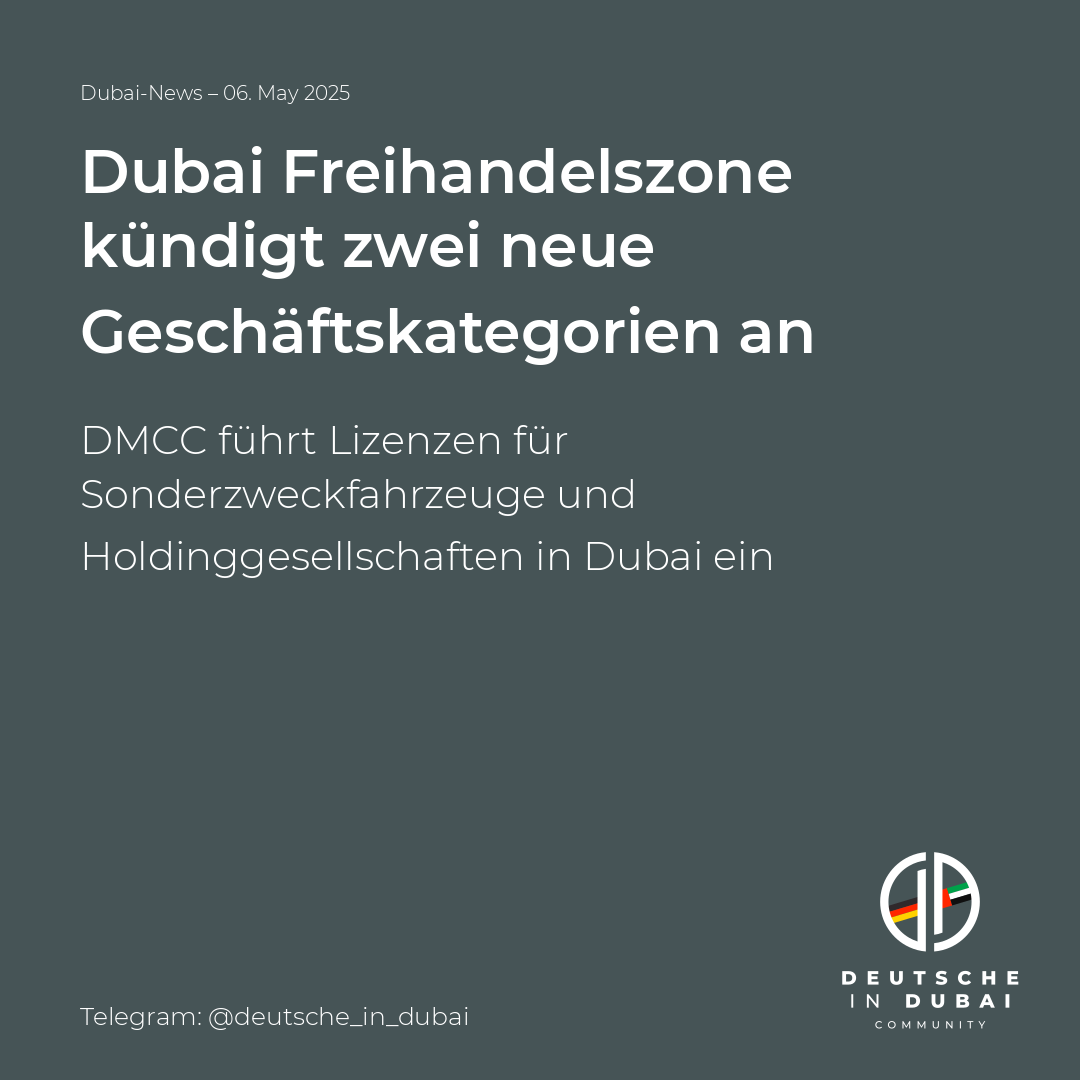 Dubai-News – 06. May 2025
Dubai Freihandelszone
kündigt zwei neue
Geschäftskategorien an
DMCC führt Lizenzen für
Sonderzweckfahrzeuge und
Holdinggesellschaften in Dubai ein
DEUTSCHE
IN DUBAI
COMMUNITY
Telegram: @deutsche_in_dubai